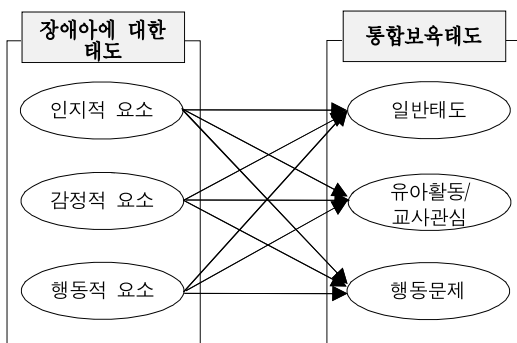 장애아에 대한
태도
통합보육태도
인지적 요소
일반태도
감정적 요소
유아활동/
교사관심
행동적 요소
행동문제